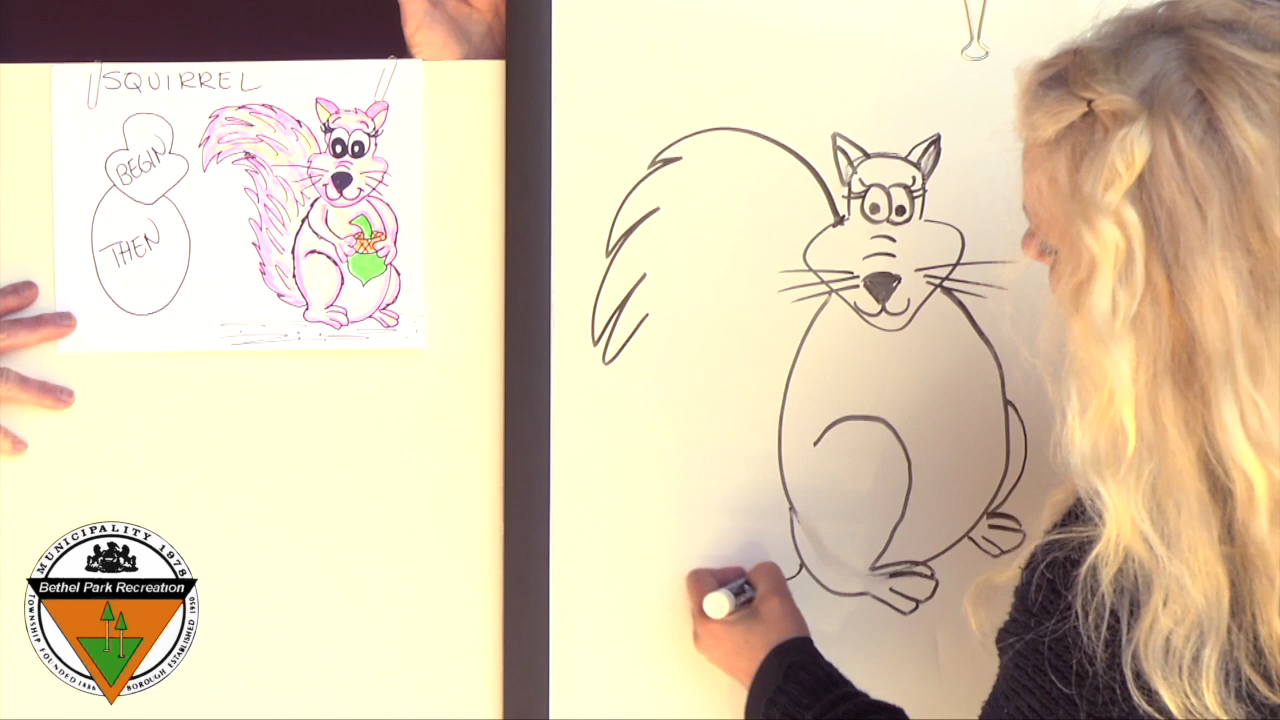 SQUIRREL
BEGIN
THEN
MUNICIPALITY 1978
Bethel Park Recreation
TOWNSHIP FOUNDED 1886
BOROUGH ESTABLISHED 1950